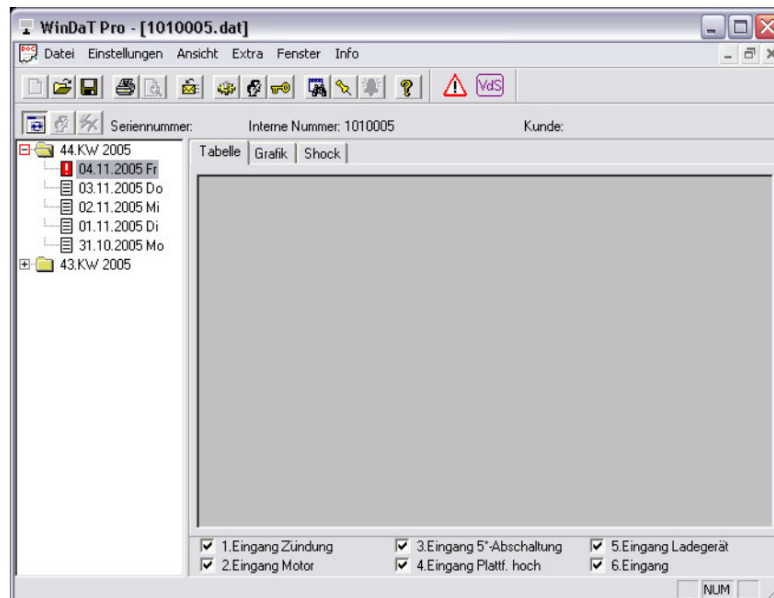 WinDaT Pro - [1010005.dat]
Datei Einstellungen Ansicht Extra Fenster Info
VdS
Seriennummer: Interne Nummer: 1010005 Kunde:
44.KW 2005
04.11.2005 Fr
03.11.2005 Do
02.11.2005 Mi
01.11.2005 Di
31.10.2005 Mo
43.KW 2005
Tabelle Grafik Shock
1.Eingang Zündung 3.Eingang 5°-Abschaltung 5.Eingang Ladegerät
2.Eingang Motor 4.Eingang Plattf. hoch 6.Eingang
NUM